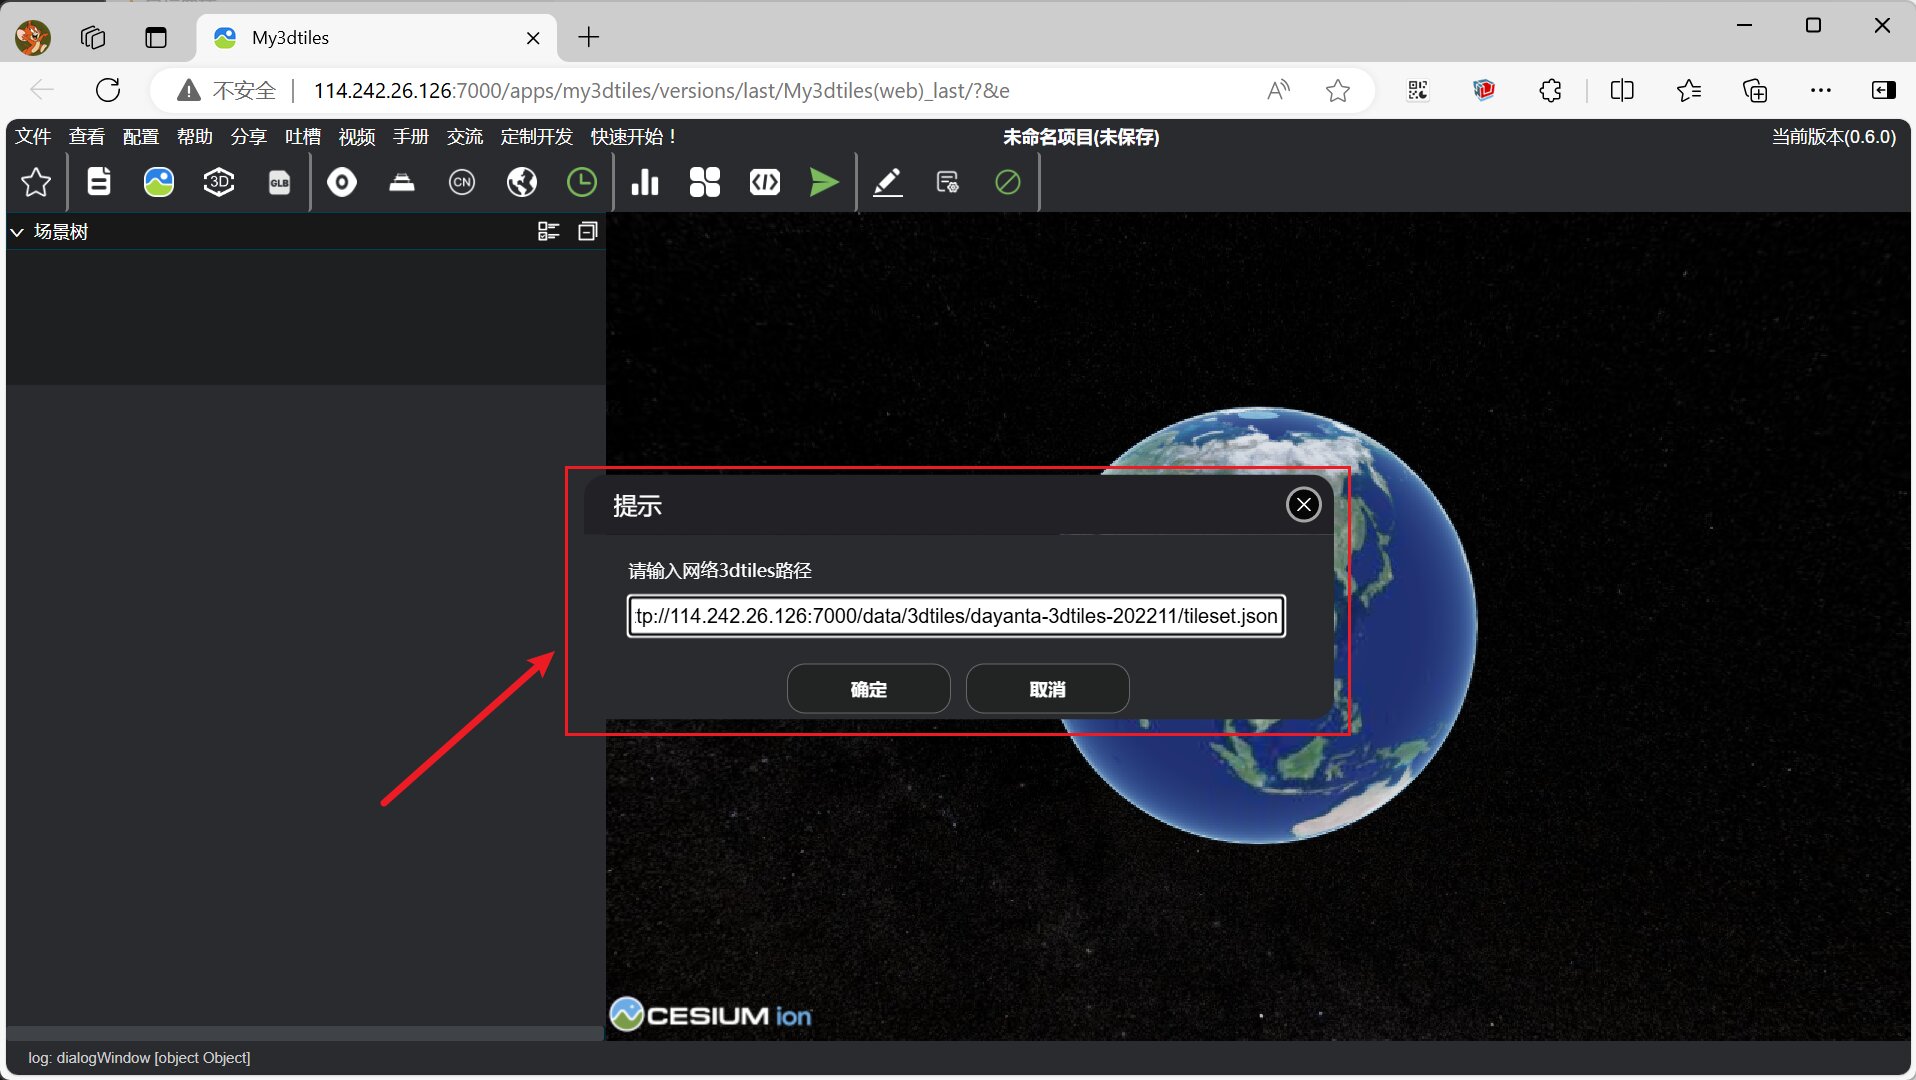 My3dtiles
不安全
114.242.26.126:7000/apps/my3dtiles/versions/last/My3dtiles(web)_last/?&e
文件 查看 配置 帮助 分享 吐槽 视频 手册 交流 定制开发 快速开始！
未命名项目(未保存)
当前版本(0.6.0)
3D
GLB
CN
场景树
提示
请输入网络3dtiles路径
tp://114.242.26.126:7000/data/3dtiles/dayanta-3dtiles-202211/tileset.json
确定
取消
CESIUM ion
log: dialogWindow [object Object]